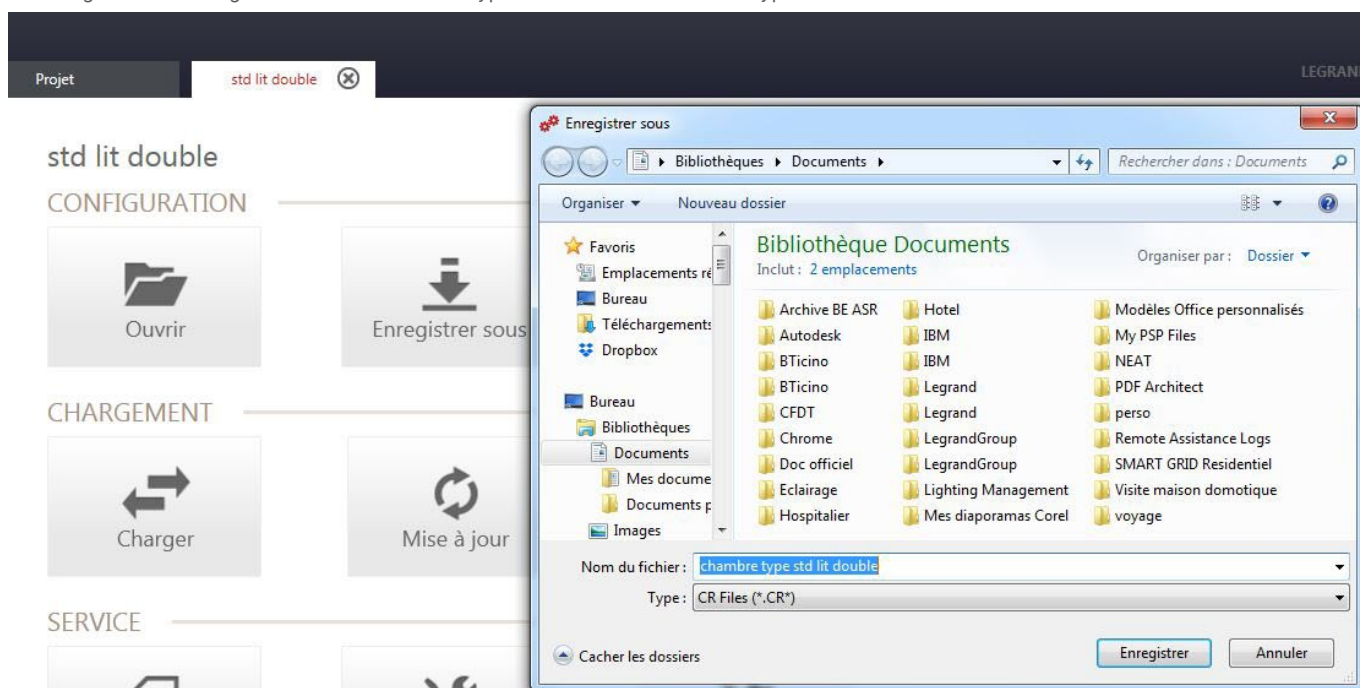 Projet
std lit double
LEGRAN
std lit double
CONFIGURATION
Ouvrir
Enregistrer sous
CHARGEMENT
Charger
Mise à jour
SERVICE
Enregistrer sous
Bibliothèques
Documents
Rechercher dans : Documents
Organiser
Nouveau dossier
Favoris
Emplacements ré
Bureau
Téléchargements
Dropbox
Bureau
Bibliothèques
Documents
Mes docume
Documents p
Images
Bibliothèque Documents
Inclut : 2 emplacements
Organiser par : Dossier
Archive BE ASR
Autodesk
BTicino
BTicino
CFDT
Chrome
Doc officiel
Eclairage
Hospitalier
Hotel
IBM
IBM
Legrand
Legrand
LegrandGroup
LegrandGroup
Lighting Management
Mes diaporamas Corel
Modèles Office personnalisés
My PSP Files
NEAT
PDF Architect
perso
Remote Assistance Logs
SMART GRID Residentiel
Visite maison domotique
voyage
Nom du fichier : chambre type std lit double
Type : CR Files (*.CR*)
Cacher les dossiers
Enregistrer
Annuler